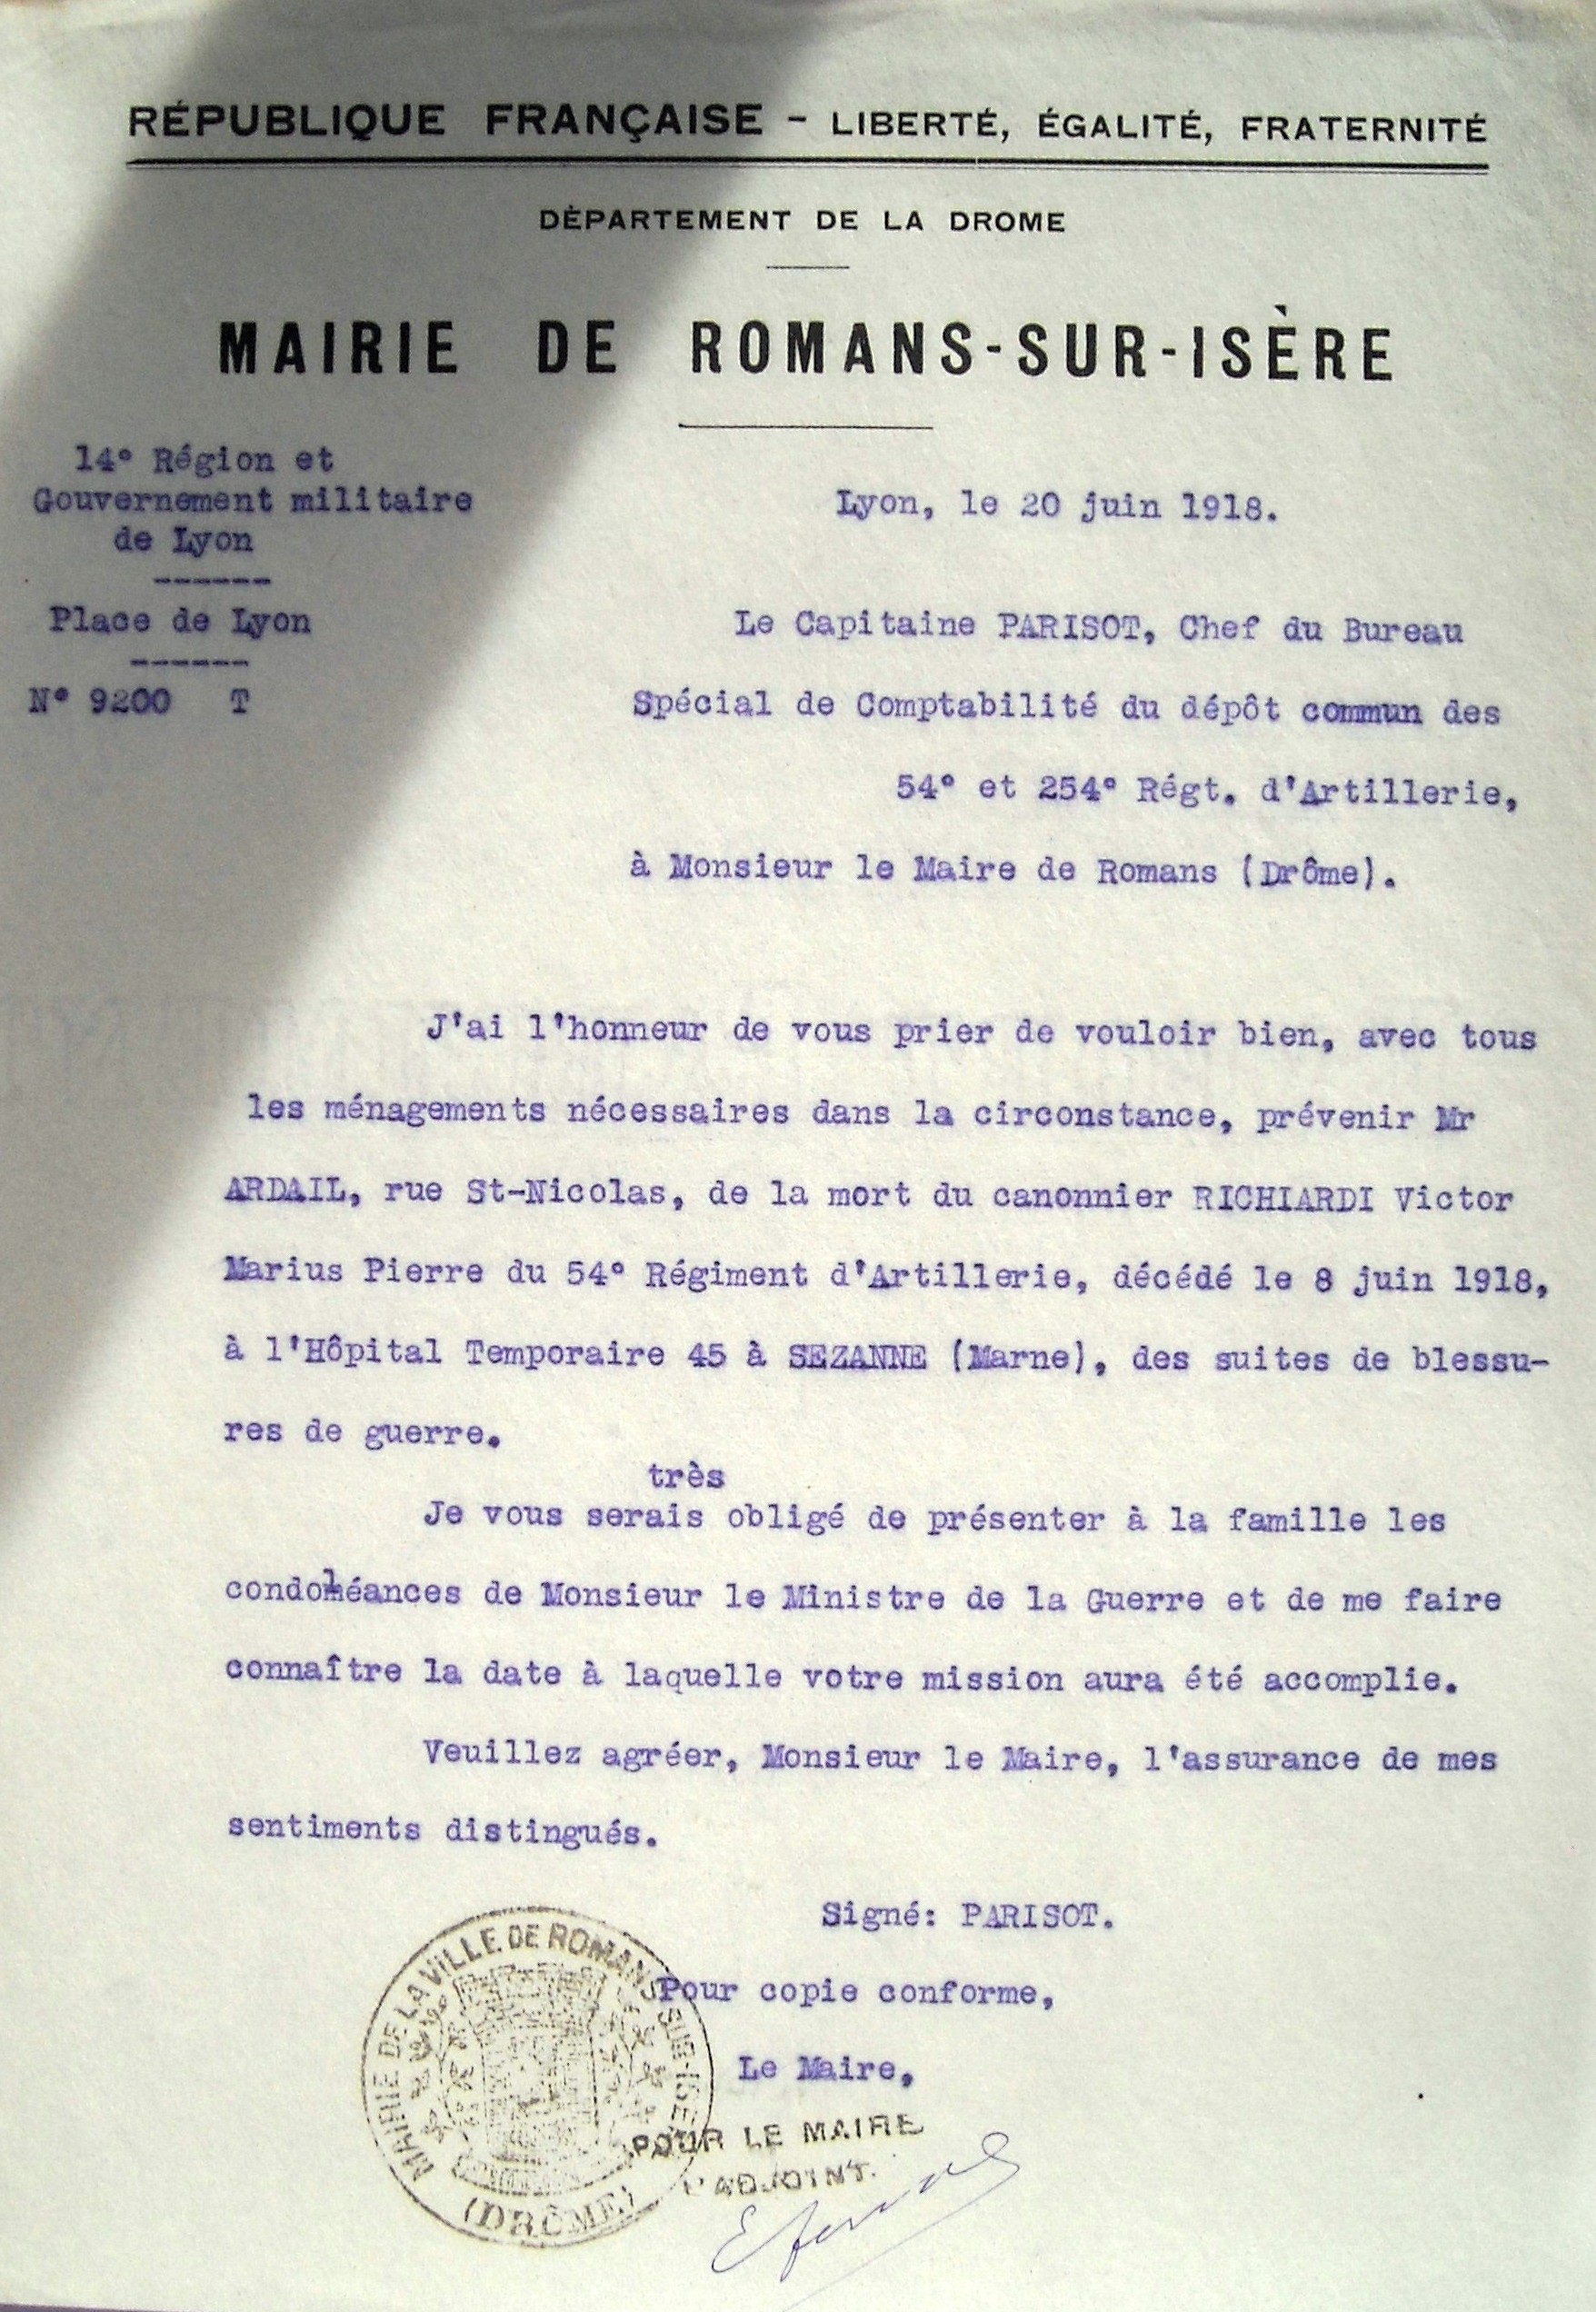 RÉPUBLIQUE FRANÇAISE - LIBERTÉ, ÉGALITÉ, FRATERNITÉ
DÉPARTEMENT DE LA DROME
MAIRIE DE ROMANS-SUR-ISÈRE
14° Région et
Gouvernement militaire
de Lyon
------
Place de Lyon
------
N° 9200 T
Lyon, le 20 juin 1918.
Le Capitaine PARISOT, Chef du Bureau
Spécial de Comptabilité du dépôt commun des
54° et 254° Régt. d'Artillerie,
à Monsieur le Maire de Romans (Drôme).
J'ai l'honneur de vous prier de vouloir bien, avec tous
les ménagements nécessaires dans la circonstance, prévenir Mr
ARDAIL, rue St-Nicolas, de la mort du canonnier RICHIARDI Victor
Marius Pierre du 54° Régiment d'Artillerie, décédé le 8 juin 1918,
à l'Hôpital Temporaire 45 à SEZANNE (Marne), des suites de blessu-
res de guerre.
très
Je vous serais obligé de présenter à la famille les
condoléances de Monsieur le Ministre de la Guerre et de me faire
connaître la date à laquelle votre mission aura été accomplie.
Veuillez agréer, Monsieur le Maire, l'assurance de mes
sentiments distingués.
Signé: PARISOT.
Pour copie conforme,
Le Maire,
POUR LE MAIRE
L'ADJOINT.
MAIRIE DE LA VILLE DE ROMANS-SUR-ISÈRE
(DRÔME)